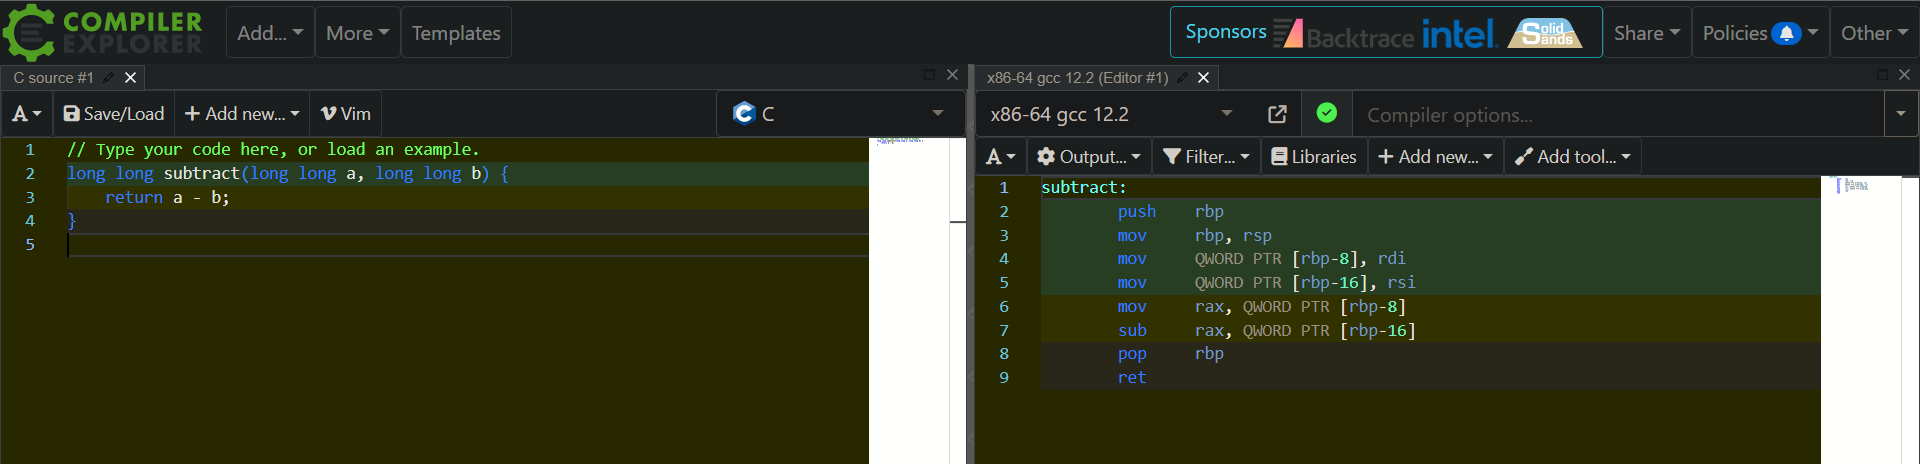 COMPILER
EXPLORER
Add...
More
Templates
Sponsors
Backtrace
intel.
Solid
Sands
Share
Policies
Other
C source #1
A
Save/Load
+ Add new...
Vim
C
1 // Type your code here, or load an example.
2 long long subtract(long long a, long long b) {
3     return a - b;
4 }
5
x86-64 gcc 12.2 (Editor #1)
x86-64 gcc 12.2
Compiler options...
A
Output...
Filter...
Libraries
+ Add new...
Add tool...
1 subtract:
2         push    rbp
3         mov     rbp, rsp
4         mov     QWORD PTR [rbp-8], rdi
5         mov     QWORD PTR [rbp-16], rsi
6         mov     rax, QWORD PTR [rbp-8]
7         sub     rax, QWORD PTR [rbp-16]
8         pop     rbp
9         ret